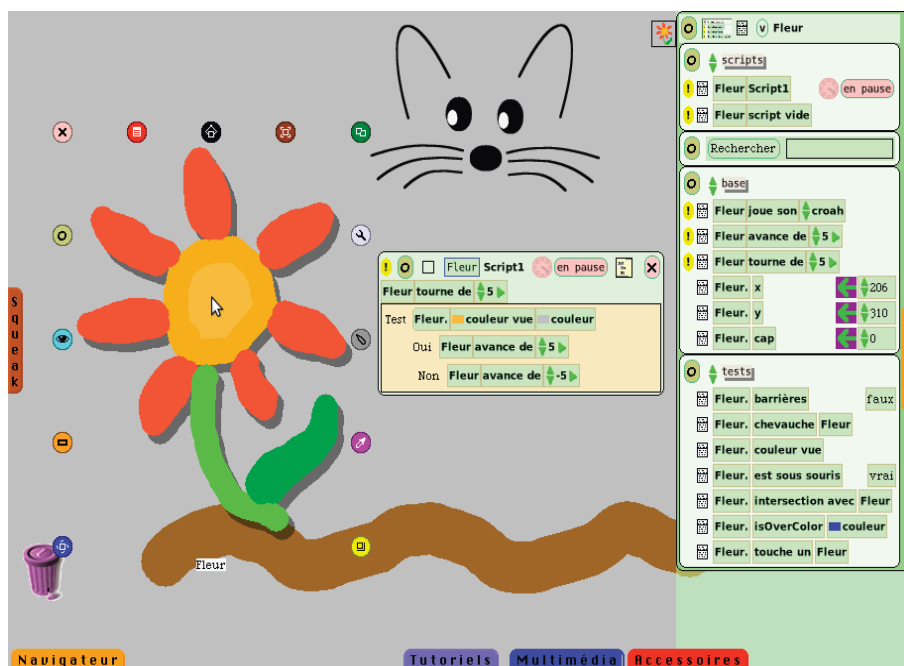 Squeak
Fleur
Fleur Script1 en pause
Fleur tourne de 5
Test Fleur. couleur vue couleur
Oui Fleur avance de 5
Non Fleur avance de -5
v Fleur
scripts
! Fleur Script1 en pause
! Fleur script vide
Rechercher
base
! Fleur joue son croah
! Fleur avance de 5
! Fleur tourne de 5
Fleur. x 206
Fleur. y 310
Fleur. cap 0
tests
Fleur. barrières faux
Fleur. chevauche Fleur
Fleur. couleur vue
Fleur. est sous souris vrai
Fleur. intersection avec Fleur
Fleur. isOverColor couleur
Fleur. touche un Fleur
Navigateur
Tutoriels
Multimédia
Accessoires